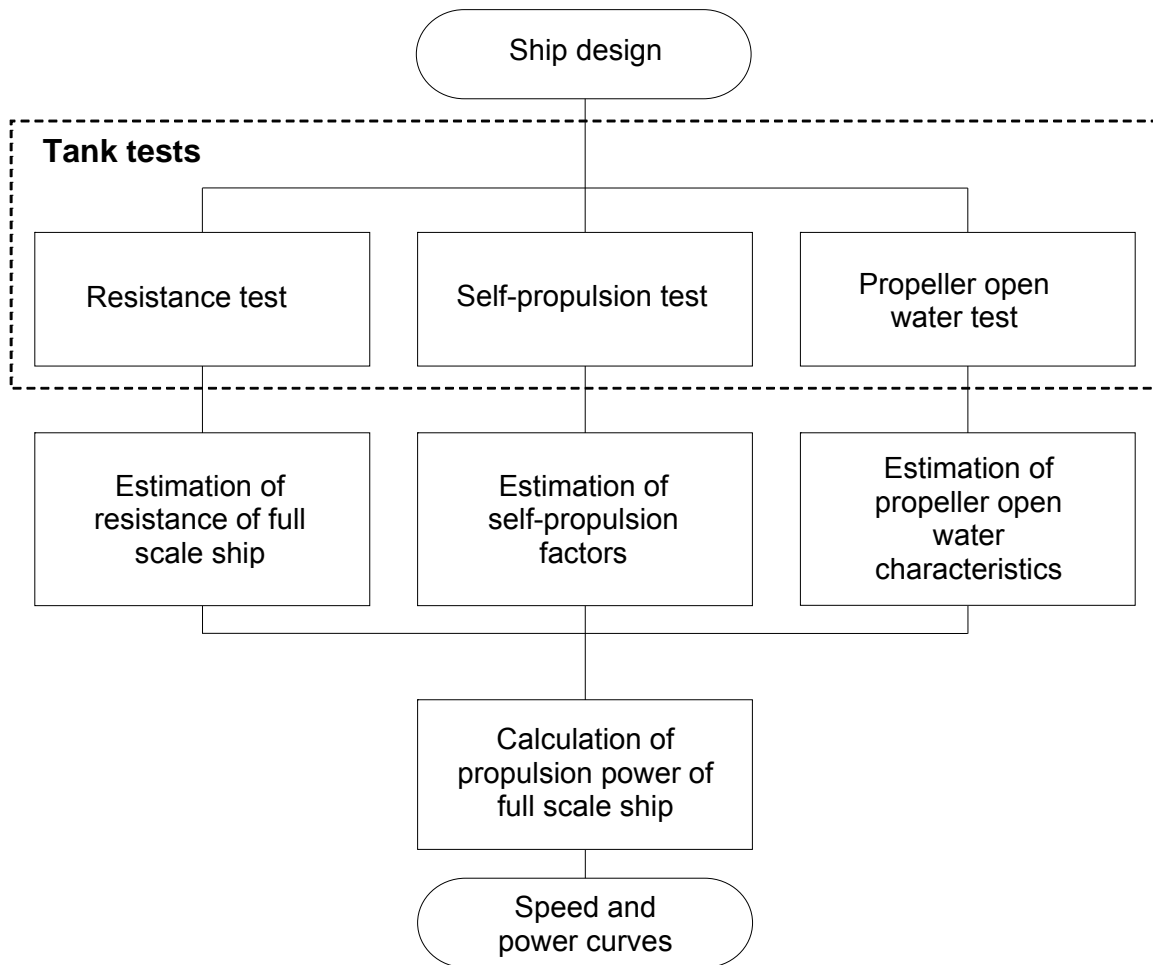 Ship design
Tank tests
Resistance test
Self-propulsion test
Propeller open
water test
Estimation of
resistance of full
scale ship
Estimation of
self-propulsion
factors
Estimation of
propeller open
water
characteristics
Calculation of
propulsion power of
full scale ship
Speed and
power curves